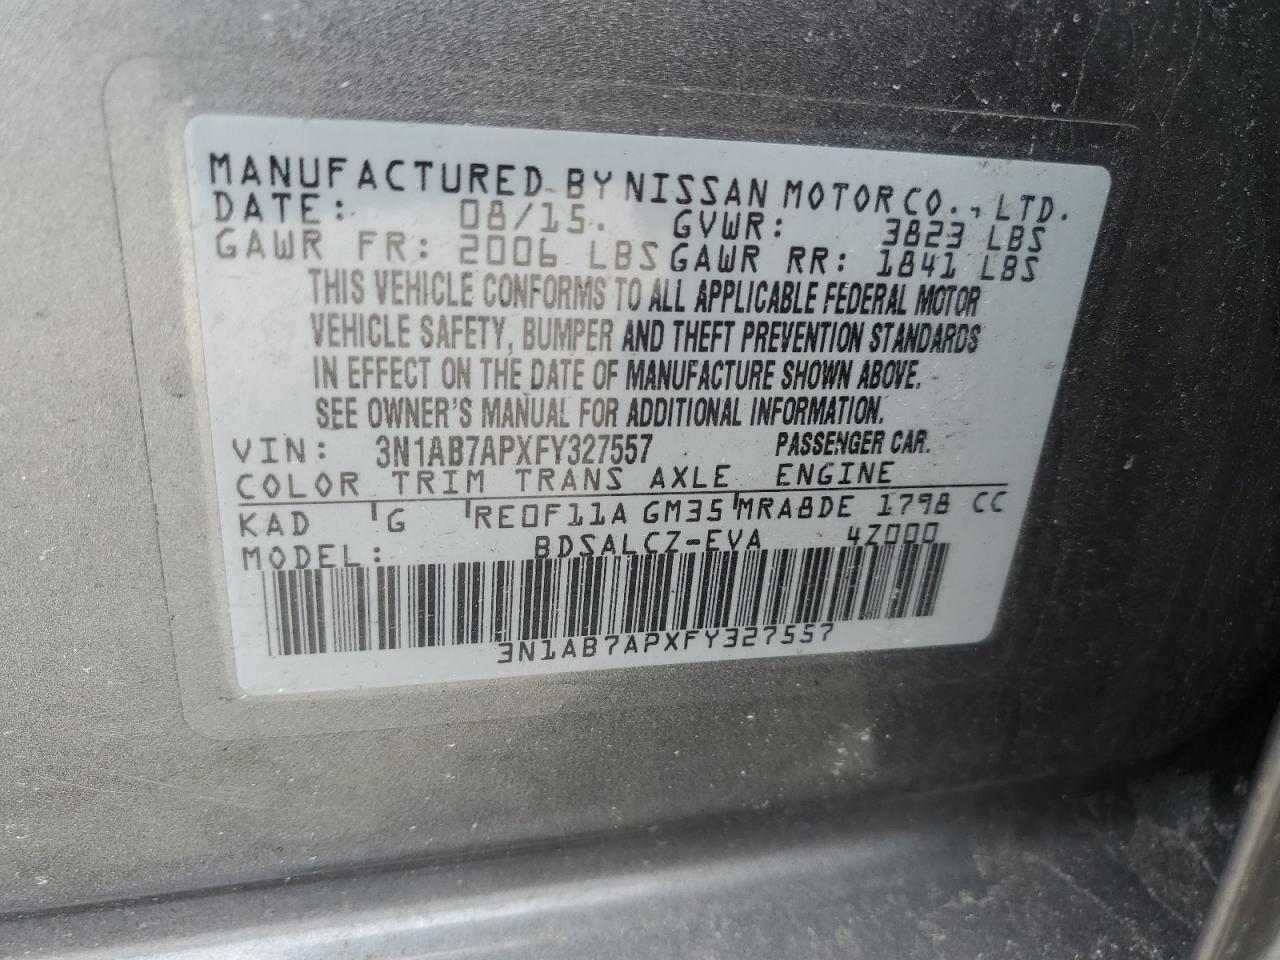 MANUFACTURED BY NISSAN MOTOR CO., LTD.
DATE: 08/15. GVWR: 3823 LBS
GAWR FR: 2006 LBS GAWR RR: 1841 LBS
THIS VEHICLE CONFORMS TO ALL APPLICABLE FEDERAL MOTOR
VEHICLE SAFETY, BUMPER AND THEFT PREVENTION STANDARDS
IN EFFECT ON THE DATE OF MANUFACTURE SHOWN ABOVE.
SEE OWNER'S MANUAL FOR ADDITIONAL INFORMATION.
VIN: 3N1AB7APXFY327557 PASSENGER CAR.
COLOR TRIM TRANS AXLE ENGINE
KAD G RE0F11A GM35 MRA8DE 1798 CC
MODEL: BDSALCZ-EVA 4Z000
3N1AB7APXFY327557